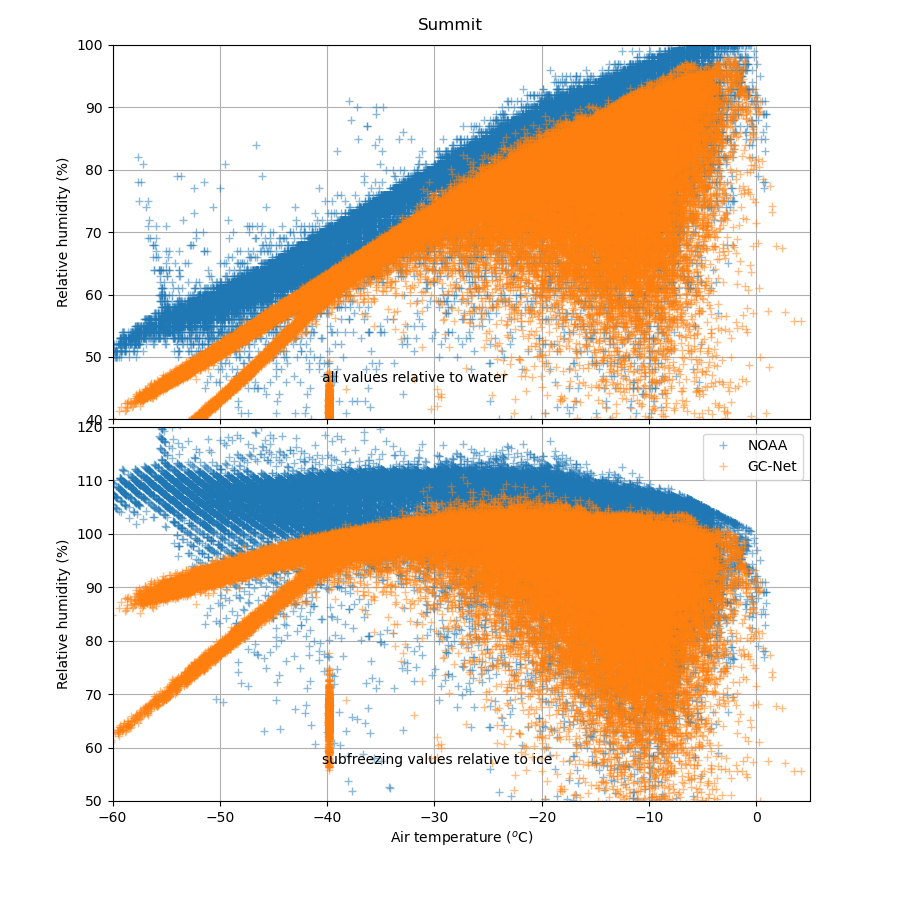 Summit
100
90
80
70
60
50
40
Relative humidity (%)
all values relative to water
120
110
100
90
80
70
60
50
Relative humidity (%)
NOAA
GC-Net
subfreezing values relative to ice
−60 −50 −40 −30 −20 −10 0
Air temperature (°C)